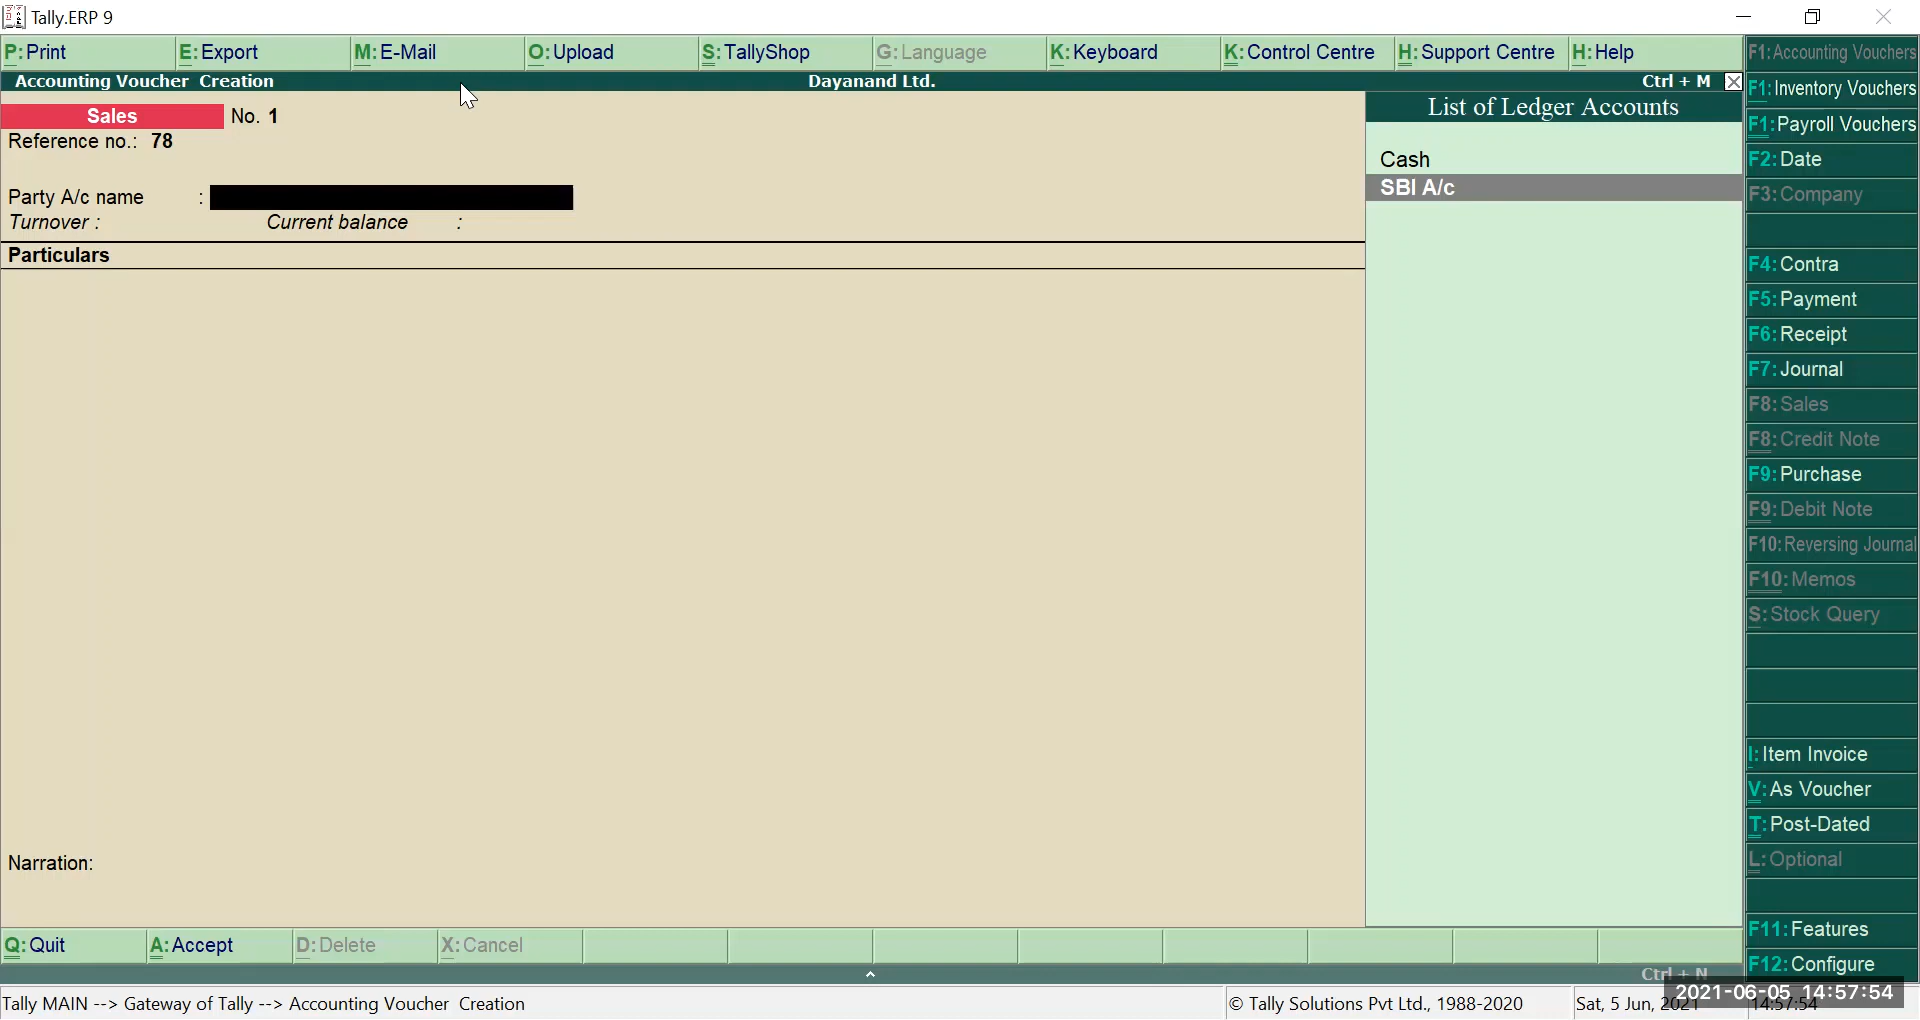 Tally.ERP 9
P: Print
E: Export
M: E-Mail
O: Upload
S: TallyShop
G: Language
K: Keyboard
K: Control Centre
H: Support Centre
H: Help
Accounting Voucher Creation
Dayanand Ltd.
Ctrl + M
Sales
No. 1
Reference no.: 78
Party A/c name :
Turnover :
Current balance :
Particulars
Narration:
List of Ledger Accounts
Cash
SBI A/c
F1: Accounting Vouchers
F1: Inventory Vouchers
F1: Payroll Vouchers
F2: Date
F3: Company
F4: Contra
F5: Payment
F6: Receipt
F7: Journal
F8: Sales
F8: Credit Note
F9: Purchase
F9: Debit Note
F10: Reversing Journal
F10: Memos
S: Stock Query
I: Item Invoice
V: As Voucher
T: Post-Dated
L: Optional
F11: Features
F12: Configure
Q: Quit
A: Accept
D: Delete
X: Cancel
Ctrl + N
Tally MAIN --> Gateway of Tally --> Accounting Voucher Creation
© Tally Solutions Pvt Ltd., 1988-2020
Sat, 5 Jun, 2021
14:57:54
2021-06-05 14:57:54